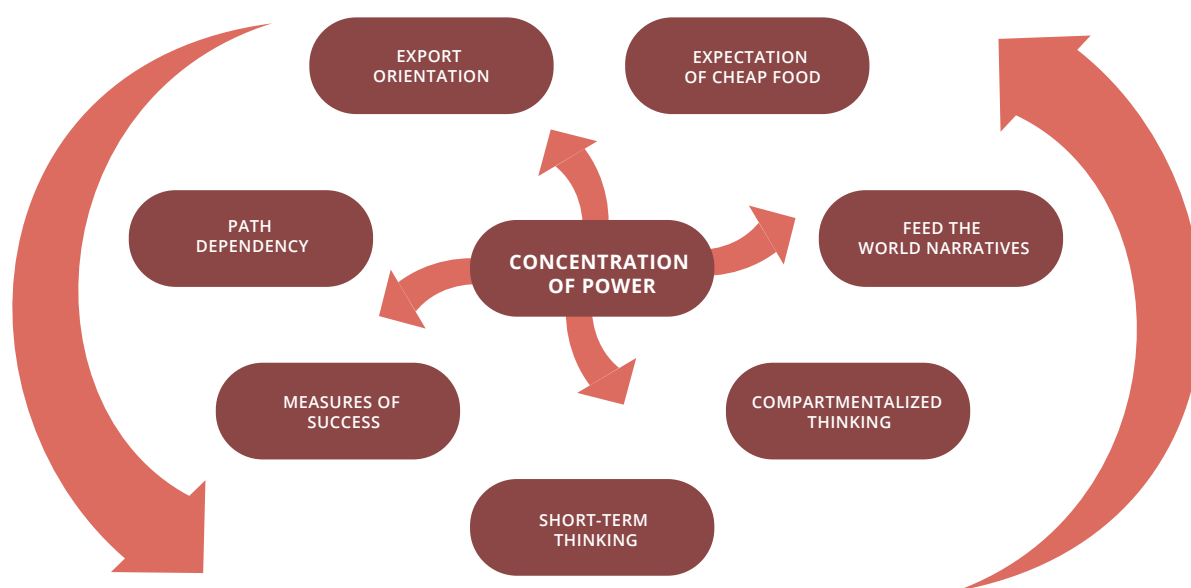 EXPORT
ORIENTATION
EXPECTATION
OF CHEAP FOOD
PATH
DEPENDENCY
FEED THE
WORLD NARRATIVES
CONCENTRATION
OF POWER
MEASURES OF
SUCCESS
COMPARTMENTALIZED
THINKING
SHORT-TERM
THINKING